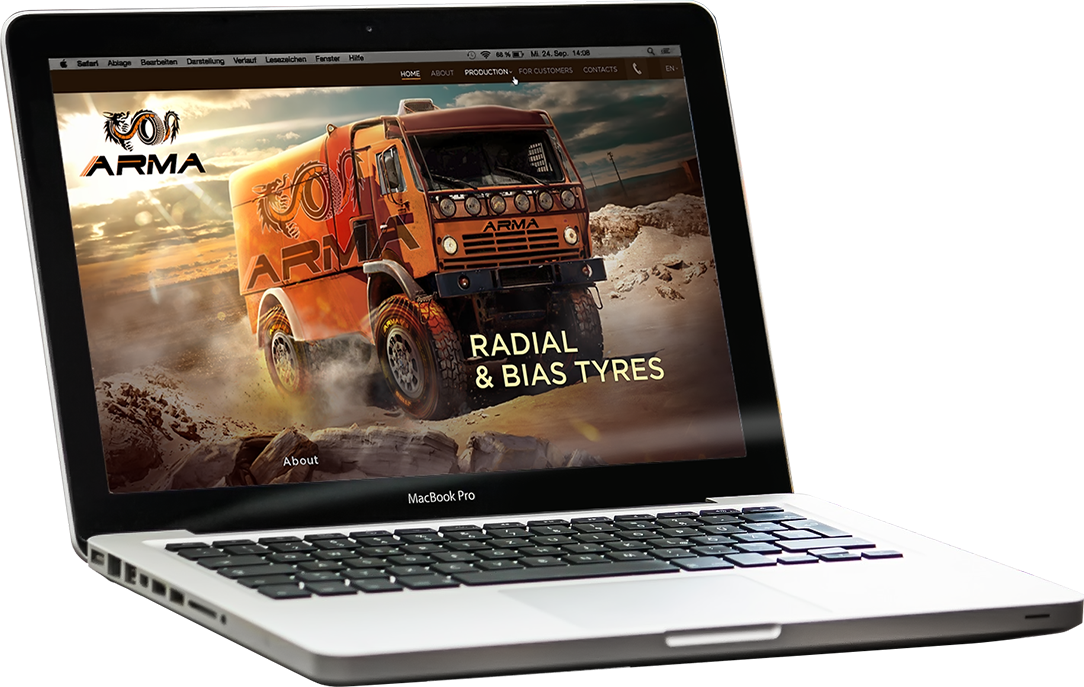 Safari Ablage Bearbeiten Darstellung Verlauf Lesezeichen Fenster Hilfe 68 % Mi. 24. Sep. 14:08
HOME ABOUT PRODUCTION FOR CUSTOMERS CONTACTS EN
ARMA
ARMA
ARMA
RADIAL
& BIAS TYRES
About
MacBook Pro